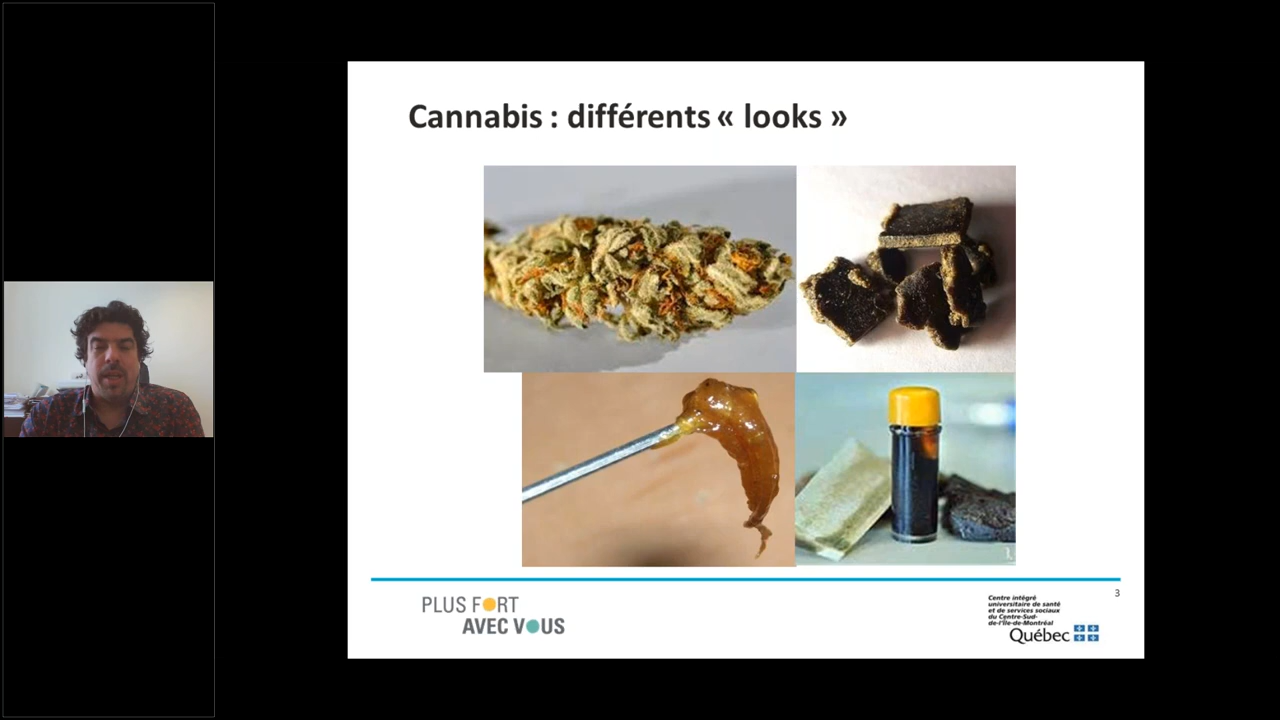 Cannabis : différents « looks »
3
PLUS FORT
AVEC VOUS
Centre intégré
universitaire de santé
et de services sociaux
du Centre-Sud-
de-l'Île-de-Montréal
Québec